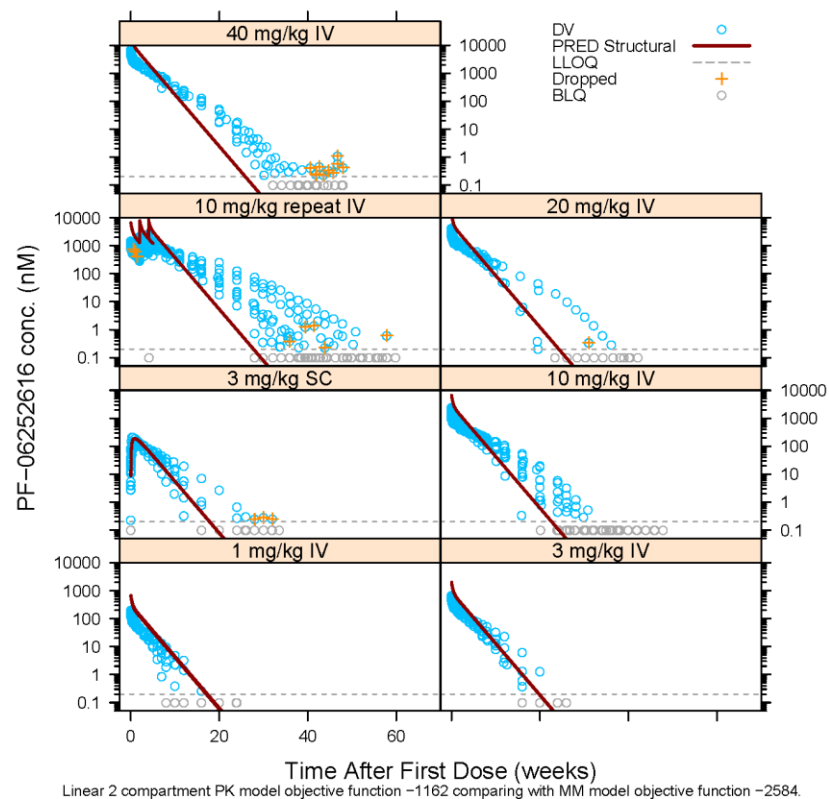 40 mg/kg IV
DV
PRED Structural
LLOQ
Dropped
BLQ
10000
1000
100
10
1
0.1
10 mg/kg repeat IV
20 mg/kg IV
10000
1000
100
10
1
0.1
3 mg/kg SC
10 mg/kg IV
10000
1000
100
10
1
0.1
1 mg/kg IV
3 mg/kg IV
10000
1000
100
10
1
0.1
0
20
40
60
PF−06252616 conc. (nM)
Time After First Dose (weeks)
Linear 2 compartment PK model objective function −1162 comparing with MM model objective function −2584.